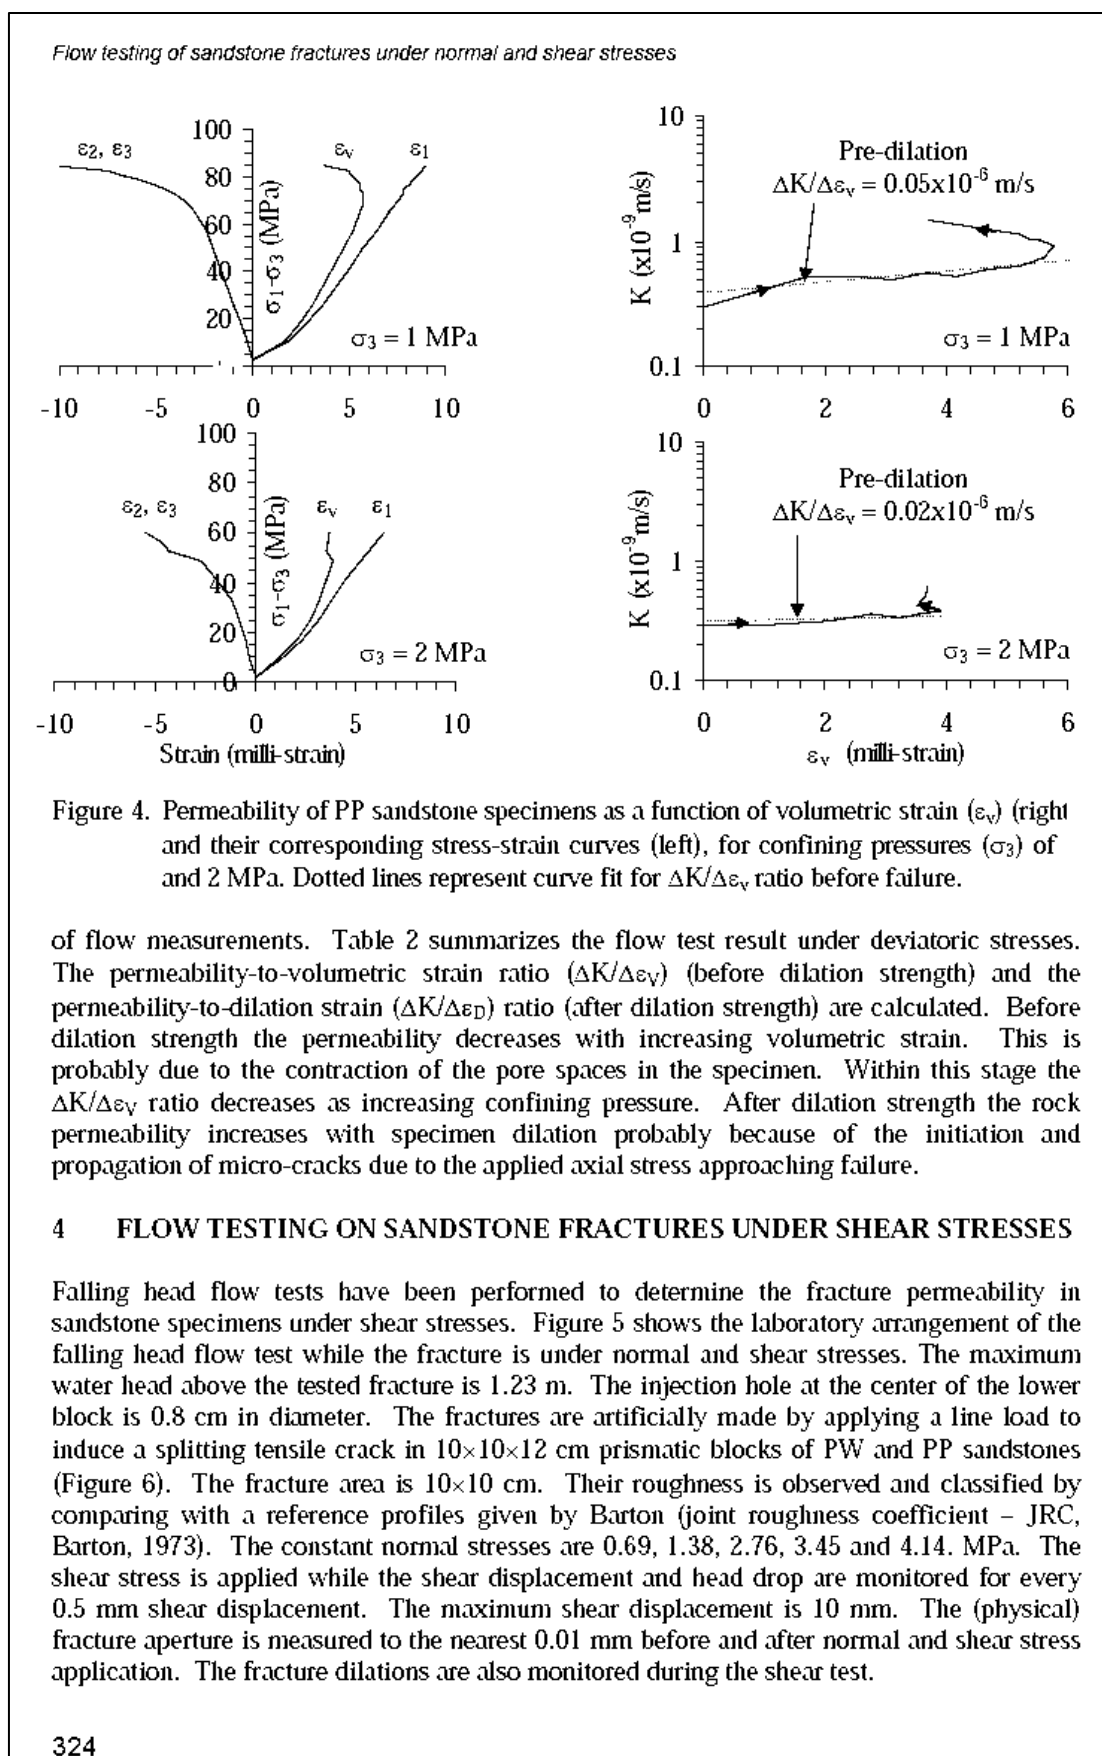 Flow testing of sandstone fractures under normal and shear stresses
100
80
60
40
20
ε2, ε3
εv
ε1
σ1-σ3 (MPa)
σ3 = 1 MPa
-10 -5 0 5 10
10
1
0.1
K (x10-9 m/s)
Pre-dilation
ΔK/Δεv = 0.05x10-6 m/s
σ3 = 1 MPa
0 2 4 6
100
80
60
40
20
0
ε2, ε3
εv
ε1
σ1-σ3 (MPa)
σ3 = 2 MPa
-10 -5 0 5 10
Strain (milli-strain)
10
1
0.1
K (x10-9 m/s)
Pre-dilation
ΔK/Δεv = 0.02x10-6 m/s
σ3 = 2 MPa
0 2 4 6
εv (milli-strain)
Figure 4. Permeability of PP sandstone specimens as a function of volumetric strain (εv) (right
and their corresponding stress-strain curves (left), for confining pressures (σ3) of
and 2 MPa. Dotted lines represent curve fit for ΔK/Δεv ratio before failure.
of flow measurements. Table 2 summarizes the flow test result under deviatoric stresses.
The permeability-to-volumetric strain ratio (ΔK/ΔεV) (before dilation strength) and the
permeability-to-dilation strain (ΔK/ΔεD) ratio (after dilation strength) are calculated. Before
dilation strength the permeability decreases with increasing volumetric strain. This is
probably due to the contraction of the pore spaces in the specimen. Within this stage the
ΔK/ΔεV ratio decreases as increasing confining pressure. After dilation strength the rock
permeability increases with specimen dilation probably because of the initiation and
propagation of micro-cracks due to the applied axial stress approaching failure.
4 FLOW TESTING ON SANDSTONE FRACTURES UNDER SHEAR STRESSES
Falling head flow tests have been performed to determine the fracture permeability in
sandstone specimens under shear stresses. Figure 5 shows the laboratory arrangement of the
falling head flow test while the fracture is under normal and shear stresses. The maximum
water head above the tested fracture is 1.23 m. The injection hole at the center of the lower
block is 0.8 cm in diameter. The fractures are artificially made by applying a line load to
induce a splitting tensile crack in 10×10×12 cm prismatic blocks of PW and PP sandstones
(Figure 6). The fracture area is 10×10 cm. Their roughness is observed and classified by
comparing with a reference profiles given by Barton (joint roughness coefficient – JRC,
Barton, 1973). The constant normal stresses are 0.69, 1.38, 2.76, 3.45 and 4.14. MPa. The
shear stress is applied while the shear displacement and head drop are monitored for every
0.5 mm shear displacement. The maximum shear displacement is 10 mm. The (physical)
fracture aperture is measured to the nearest 0.01 mm before and after normal and shear stress
application. The fracture dilations are also monitored during the shear test.
324